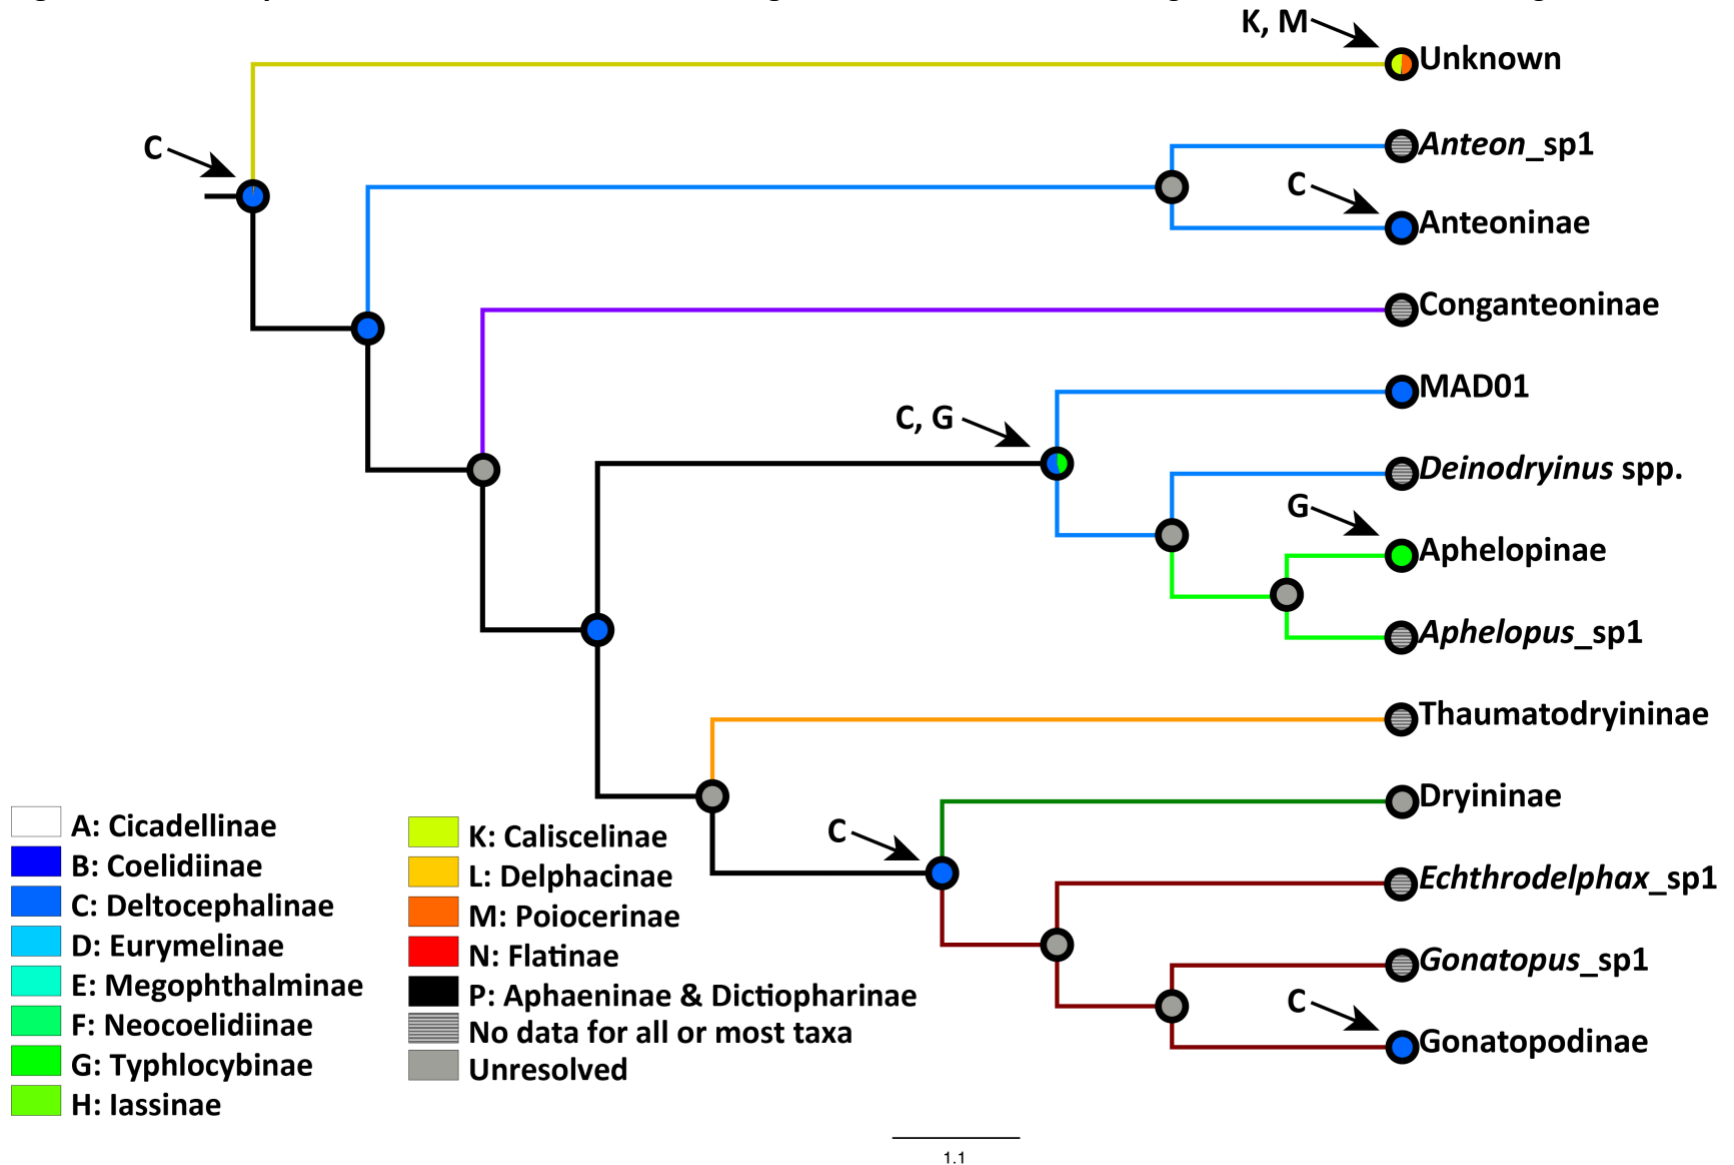 K, M
Unknown
C
Anteon_sp1
C
Anteoninae
Conganteoninae
MAD01
C, G
Deinodryinus spp.
G
Aphelopinae
Aphelopus_sp1
Thaumatodryininae
Dryininae
C
Echthrodelphax_sp1
Gonatopus_sp1
C
Gonatopodinae
A: Cicadellinae
B: Coelidiinae
C: Deltocephalinae
D: Eurymelinae
E: Megophthalminae
F: Neocoelidiinae
G: Typhlocybinae
H: Iassinae
K: Caliscelinae
L: Delphacinae
M: Poiocerinae
N: Flatinae
P: Aphaeninae & Dictiopharinae
No data for all or most taxa
Unresolved
1.1